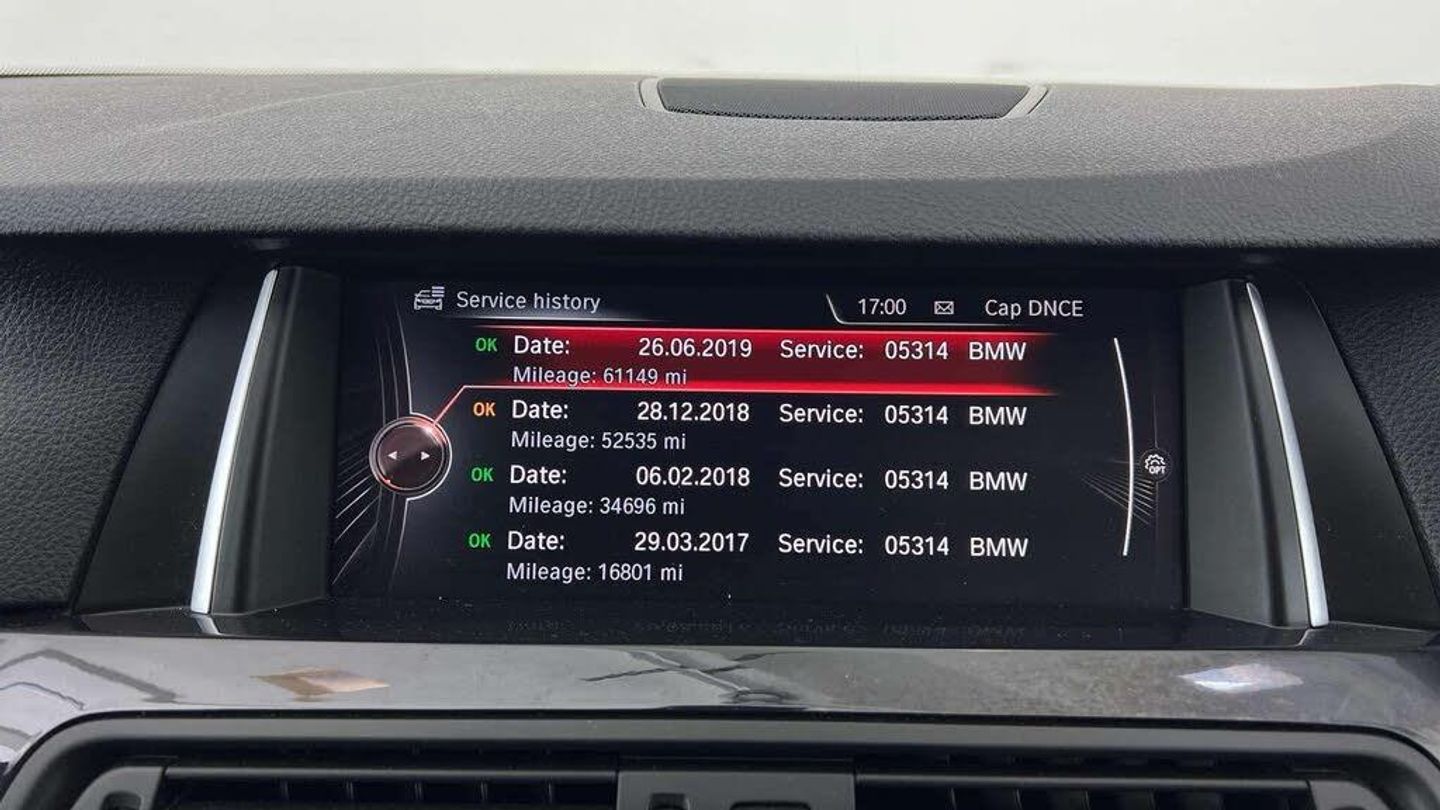 Service history
17:00 Cap DNCE
OK Date: 26.06.2019 Service: 05314 BMW
Mileage: 61149 mi
OK Date: 28.12.2018 Service: 05314 BMW
Mileage: 52535 mi
OK Date: 06.02.2018 Service: 05314 BMW
Mileage: 34696 mi
OK Date: 29.03.2017 Service: 05314 BMW
Mileage: 16801 mi
OPT